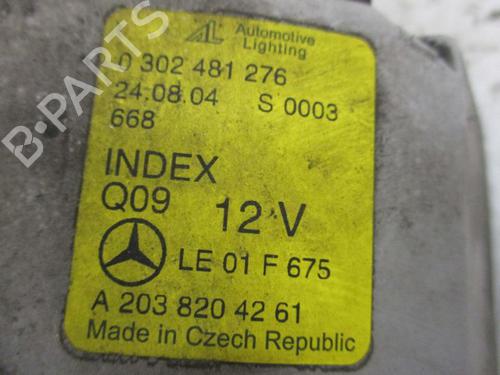 AL Automotive
Lighting
0 302 481 276
24.08.04 S 0003
668
INDEX
Q09 12 V
LE 01 F 675
A 203 820 42 61
Made in Czech Republic
B-PARTS